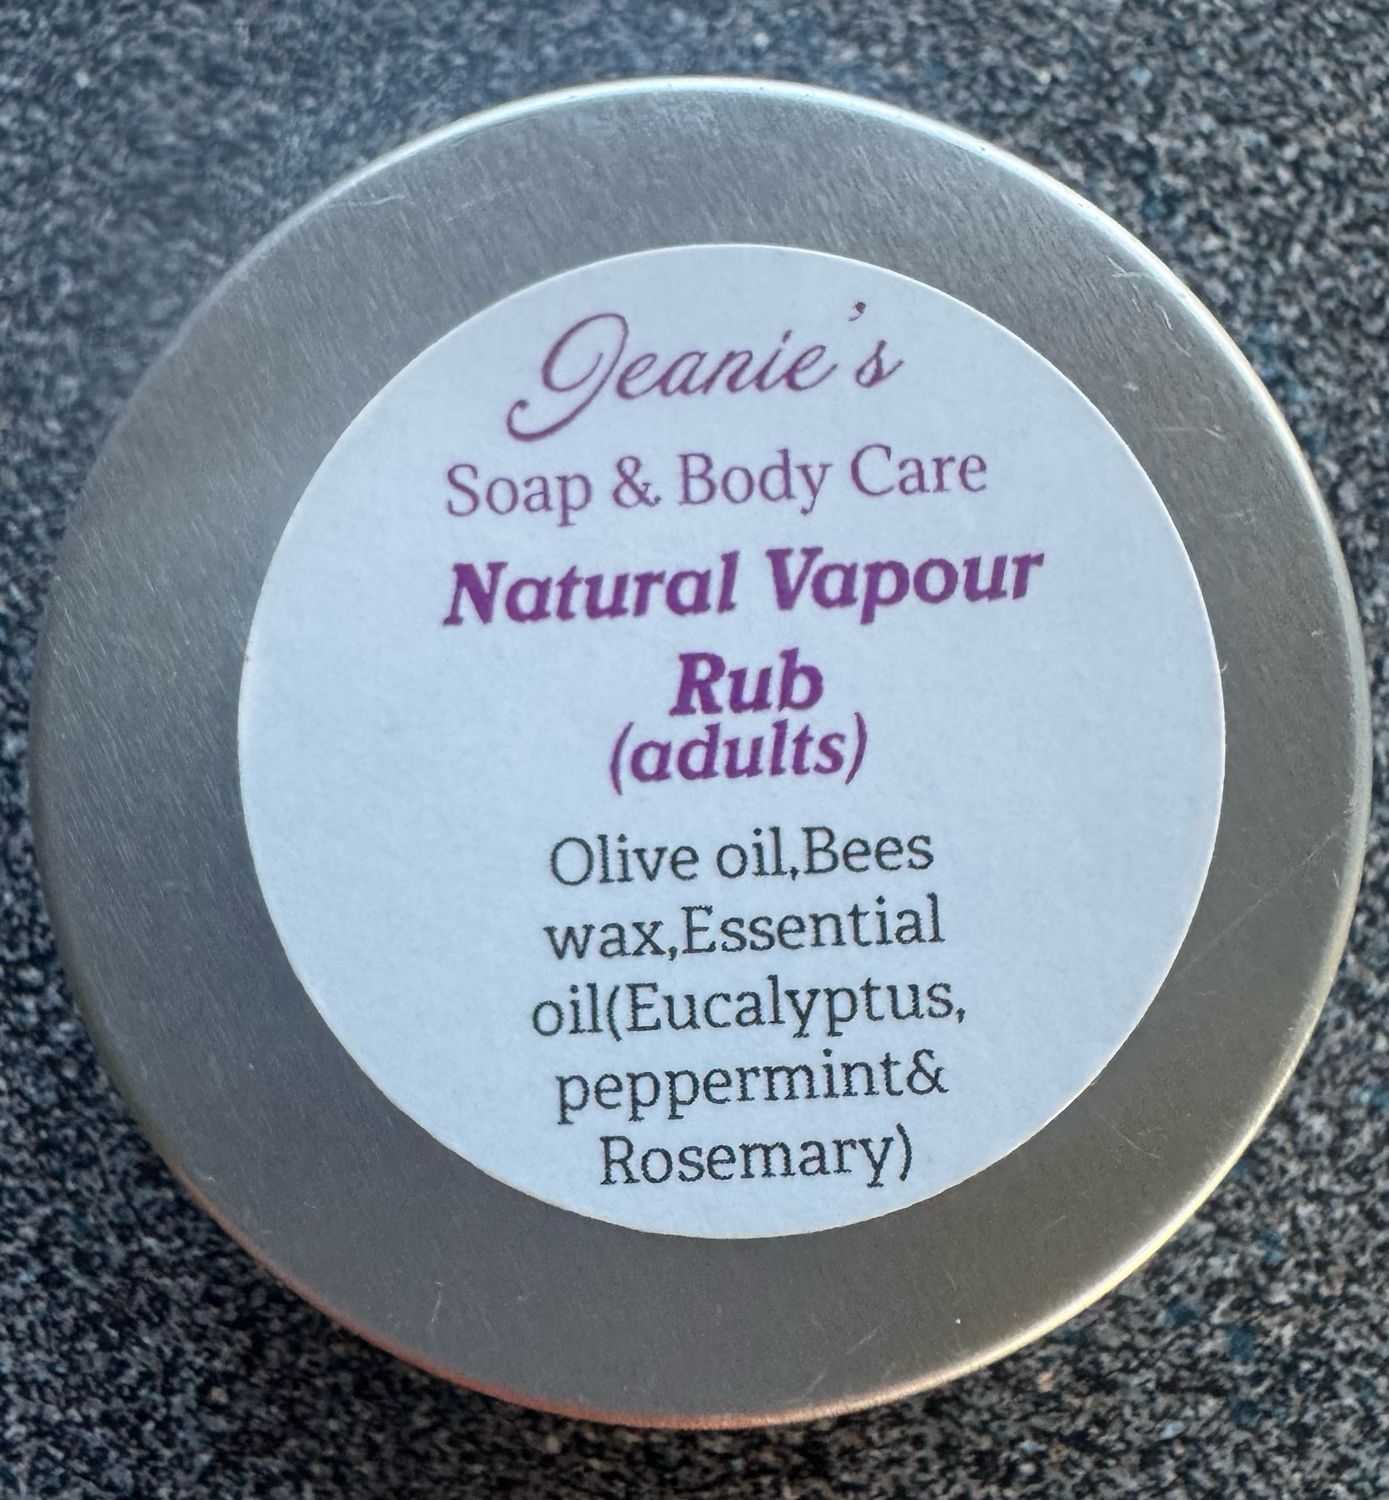 Jeanie's
Soap & Body Care
Natural Vapour
Rub
(adults)
Olive oil,Bees
wax,Essential
oil(Eucalyptus,
peppermint&
Rosemary)